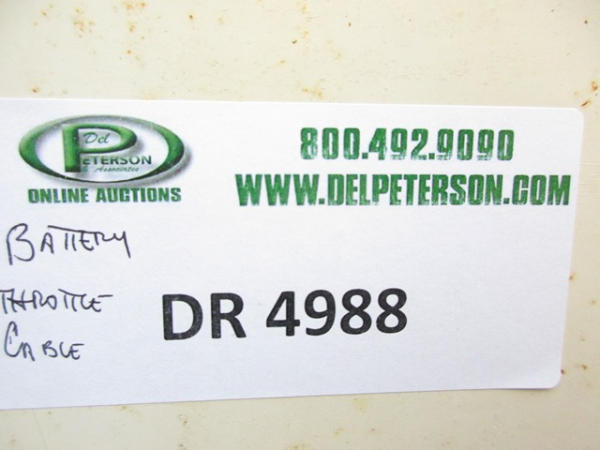 Del
PETERSON
& Associates
ONLINE AUCTIONS
800.492.9090
WWW.DELPETERSON.COM
BATTERY
THROTTLE
CABLE
DR 4988